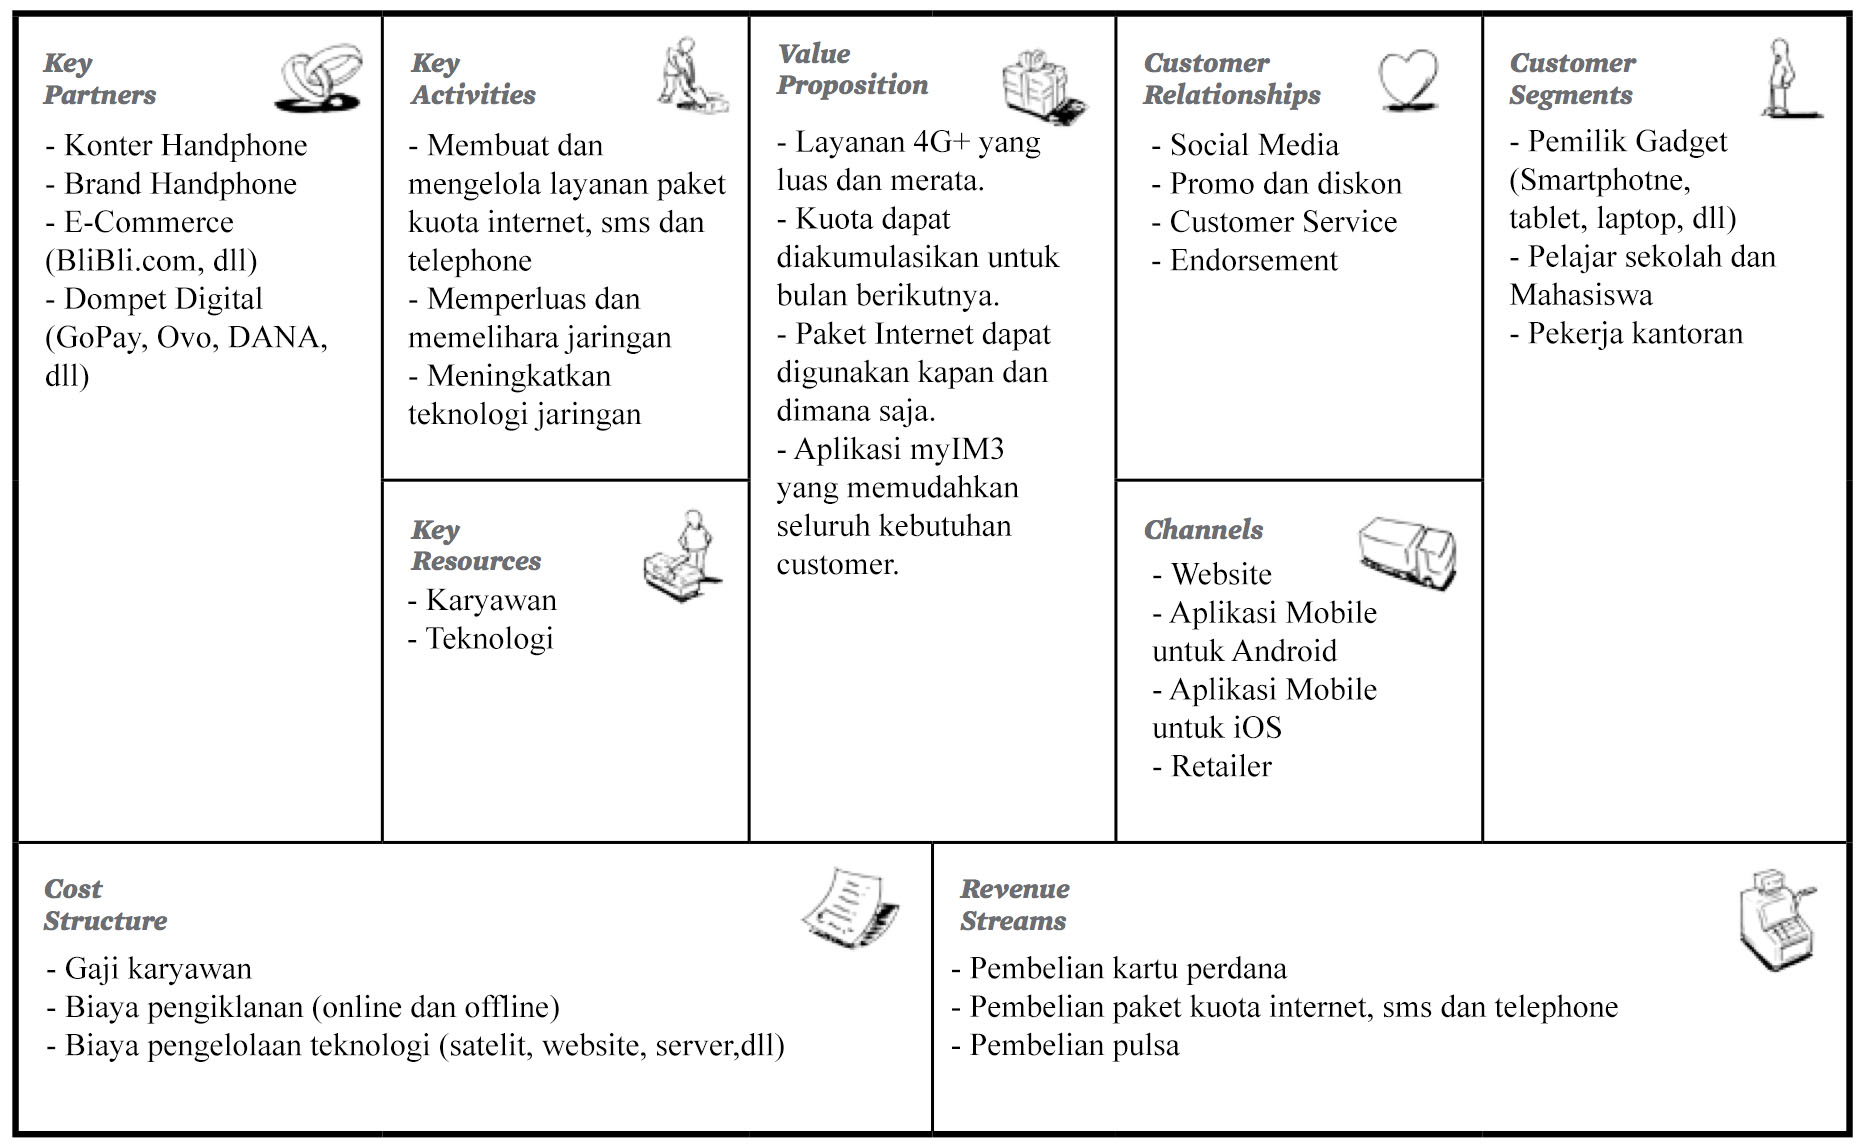 Key
Partners
- Konter Handphone
- Brand Handphone
- E-Commerce
(BliBli.com, dll)
- Dompet Digital
(GoPay, Ovo, DANA,
dll)
Key
Activities
- Membuat dan
mengelola layanan paket
kuota internet, sms dan
telephone
- Memperluas dan
memelihara jaringan
- Meningkatkan
teknologi jaringan
Key
Resources
- Karyawan
- Teknologi
Value
Proposition
- Layanan 4G+ yang
luas dan merata.
- Kuota dapat
diakumulasikan untuk
bulan berikutnya.
- Paket Internet dapat
digunakan kapan dan
dimana saja.
- Aplikasi myIM3
yang memudahkan
seluruh kebutuhan
customer.
Customer
Relationships
- Social Media
- Promo dan diskon
- Customer Service
- Endorsement
Channels
- Website
- Aplikasi Mobile
untuk Android
- Aplikasi Mobile
untuk iOS
- Retailer
Customer
Segments
- Pemilik Gadget
(Smartphotne,
tablet, laptop, dll)
- Pelajar sekolah dan
Mahasiswa
- Pekerja kantoran
Cost
Structure
- Gaji karyawan
- Biaya pengiklanan (online dan offline)
- Biaya pengelolaan teknologi (satelit, website, server,dll)
Revenue
Streams
- Pembelian kartu perdana
- Pembelian paket kuota internet, sms dan telephone
- Pembelian pulsa